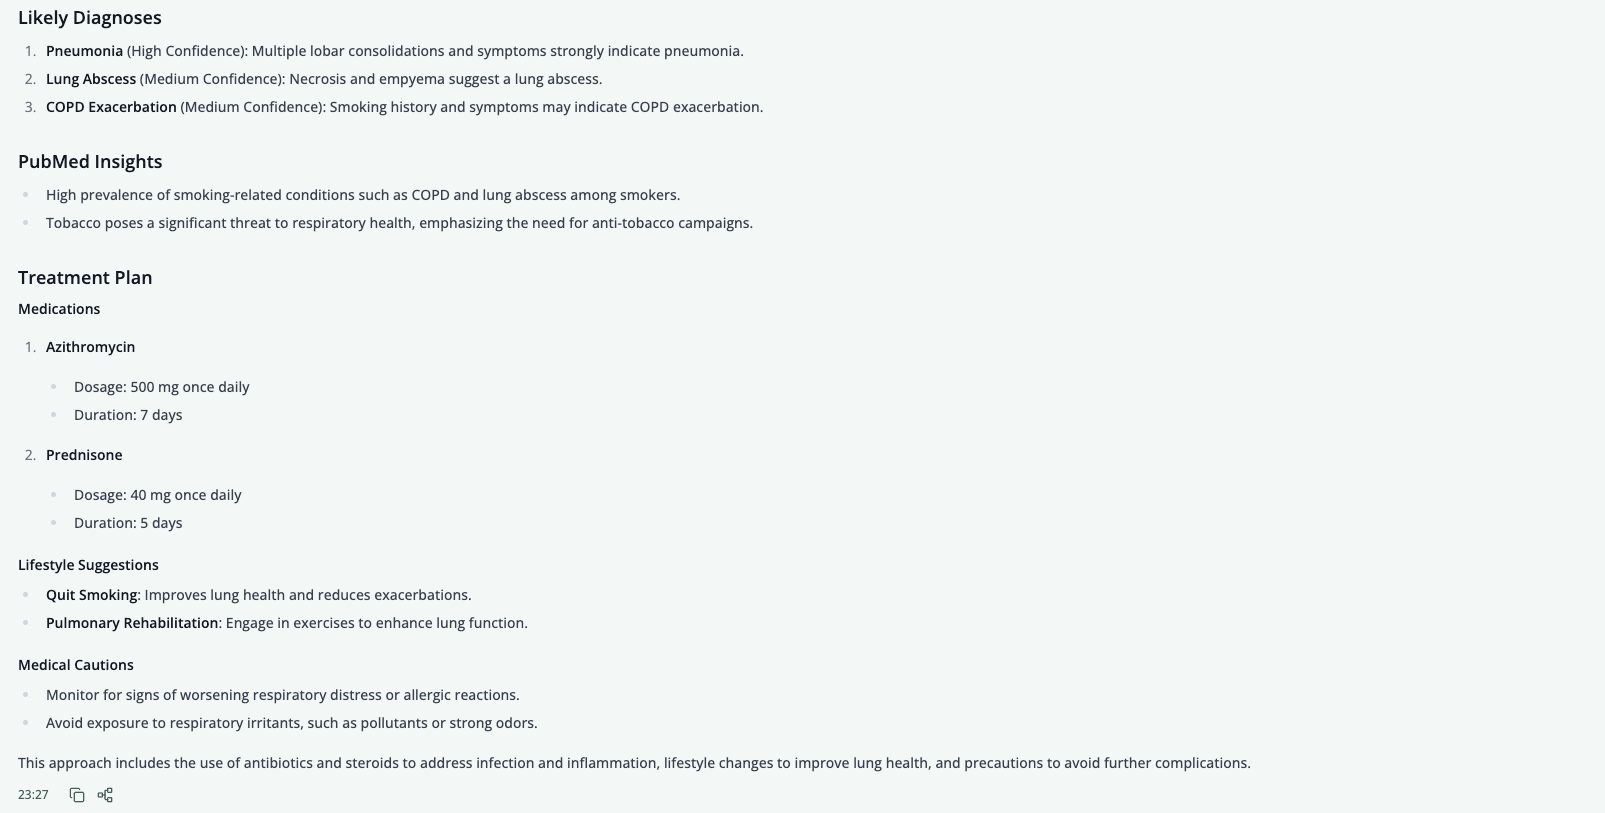 Likely Diagnoses
1. Pneumonia (High Confidence): Multiple lobar consolidations and symptoms strongly indicate pneumonia.
2. Lung Abscess (Medium Confidence): Necrosis and empyema suggest a lung abscess.
3. COPD Exacerbation (Medium Confidence): Smoking history and symptoms may indicate COPD exacerbation.
PubMed Insights
• High prevalence of smoking-related conditions such as COPD and lung abscess among smokers.
• Tobacco poses a significant threat to respiratory health, emphasizing the need for anti-tobacco campaigns.
Treatment Plan
Medications
1. Azithromycin
• Dosage: 500 mg once daily
• Duration: 7 days
2. Prednisone
• Dosage: 40 mg once daily
• Duration: 5 days
Lifestyle Suggestions
• Quit Smoking: Improves lung health and reduces exacerbations.
• Pulmonary Rehabilitation: Engage in exercises to enhance lung function.
Medical Cautions
• Monitor for signs of worsening respiratory distress or allergic reactions.
• Avoid exposure to respiratory irritants, such as pollutants or strong odors.
This approach includes the use of antibiotics and steroids to address infection and inflammation, lifestyle changes to improve lung health, and precautions to avoid further complications.
23:27